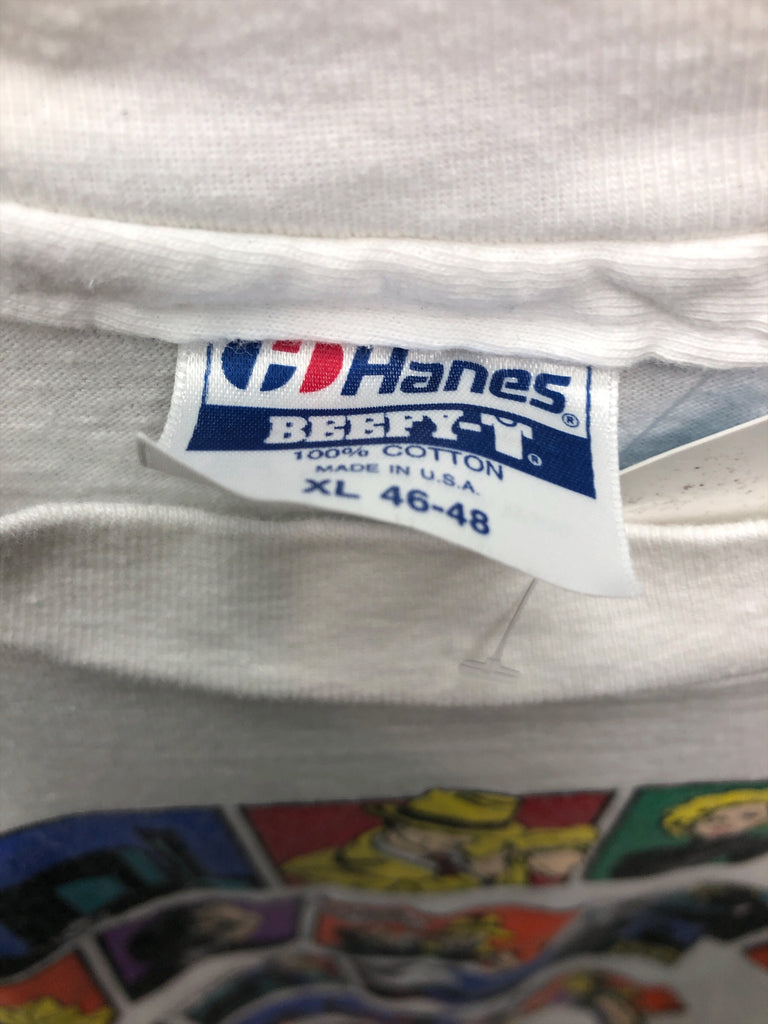 Hanes®
BEEFY-T®
100% COTTON
MADE IN U.S.A.
XL 46-48